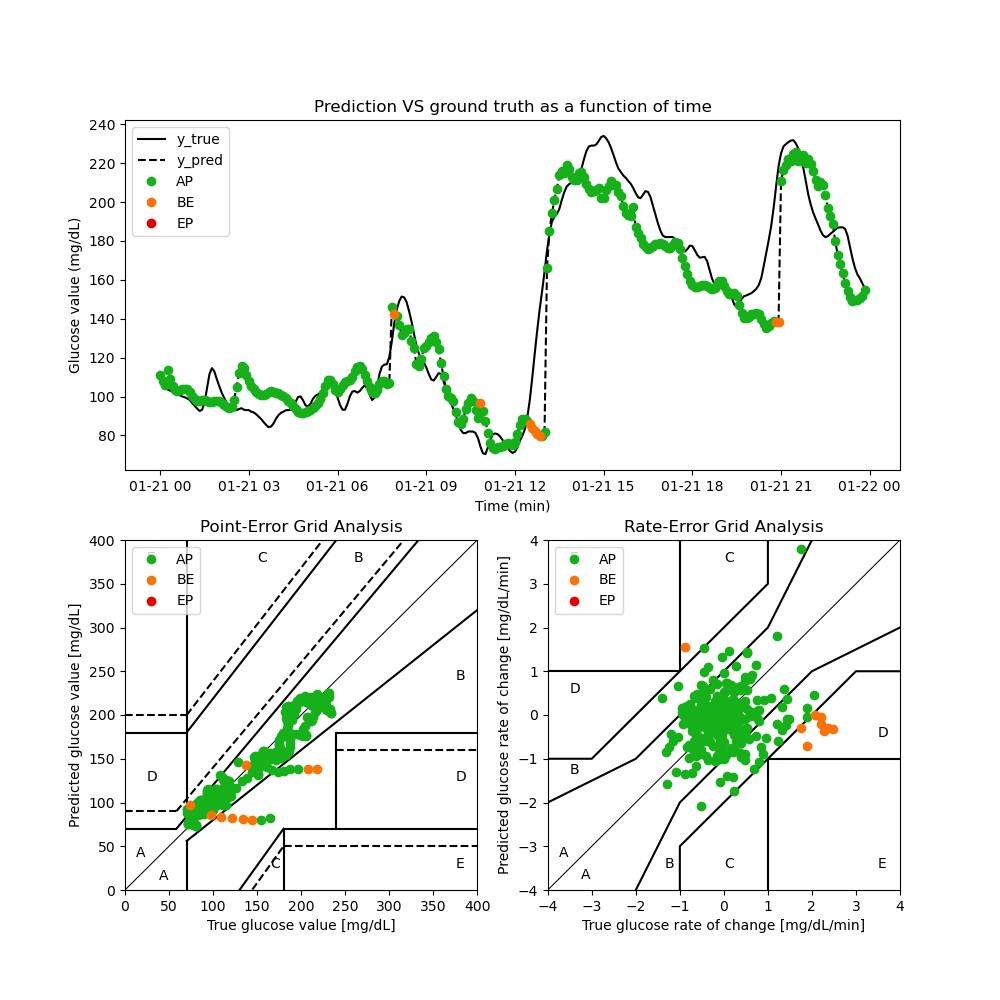 Prediction VS ground truth as a function of time
240
220
200
180
160
140
120
100
80
Glucose value (mg/dL)
y_true
y_pred
AP
BE
EP
01-21 00 01-21 03 01-21 06 01-21 09 01-21 12 01-21 15 01-21 18 01-21 21 01-22 00
Time (min)
Point-Error Grid Analysis
400
350
300
250
200
150
100
50
0
Predicted glucose value [mg/dL]
AP
BE
EP
C
B
B
D
D
A
A
C
E
0 50 100 150 200 250 300 350 400
True glucose value [mg/dL]
Rate-Error Grid Analysis
4
3
2
1
0
−1
−2
−3
−4
Predicted glucose rate of change [mg/dL/min]
AP
BE
EP
C
D
D
B
A
A
B
C
E
−4 −3 −2 −1 0 1 2 3 4
True glucose rate of change [mg/dL/min]